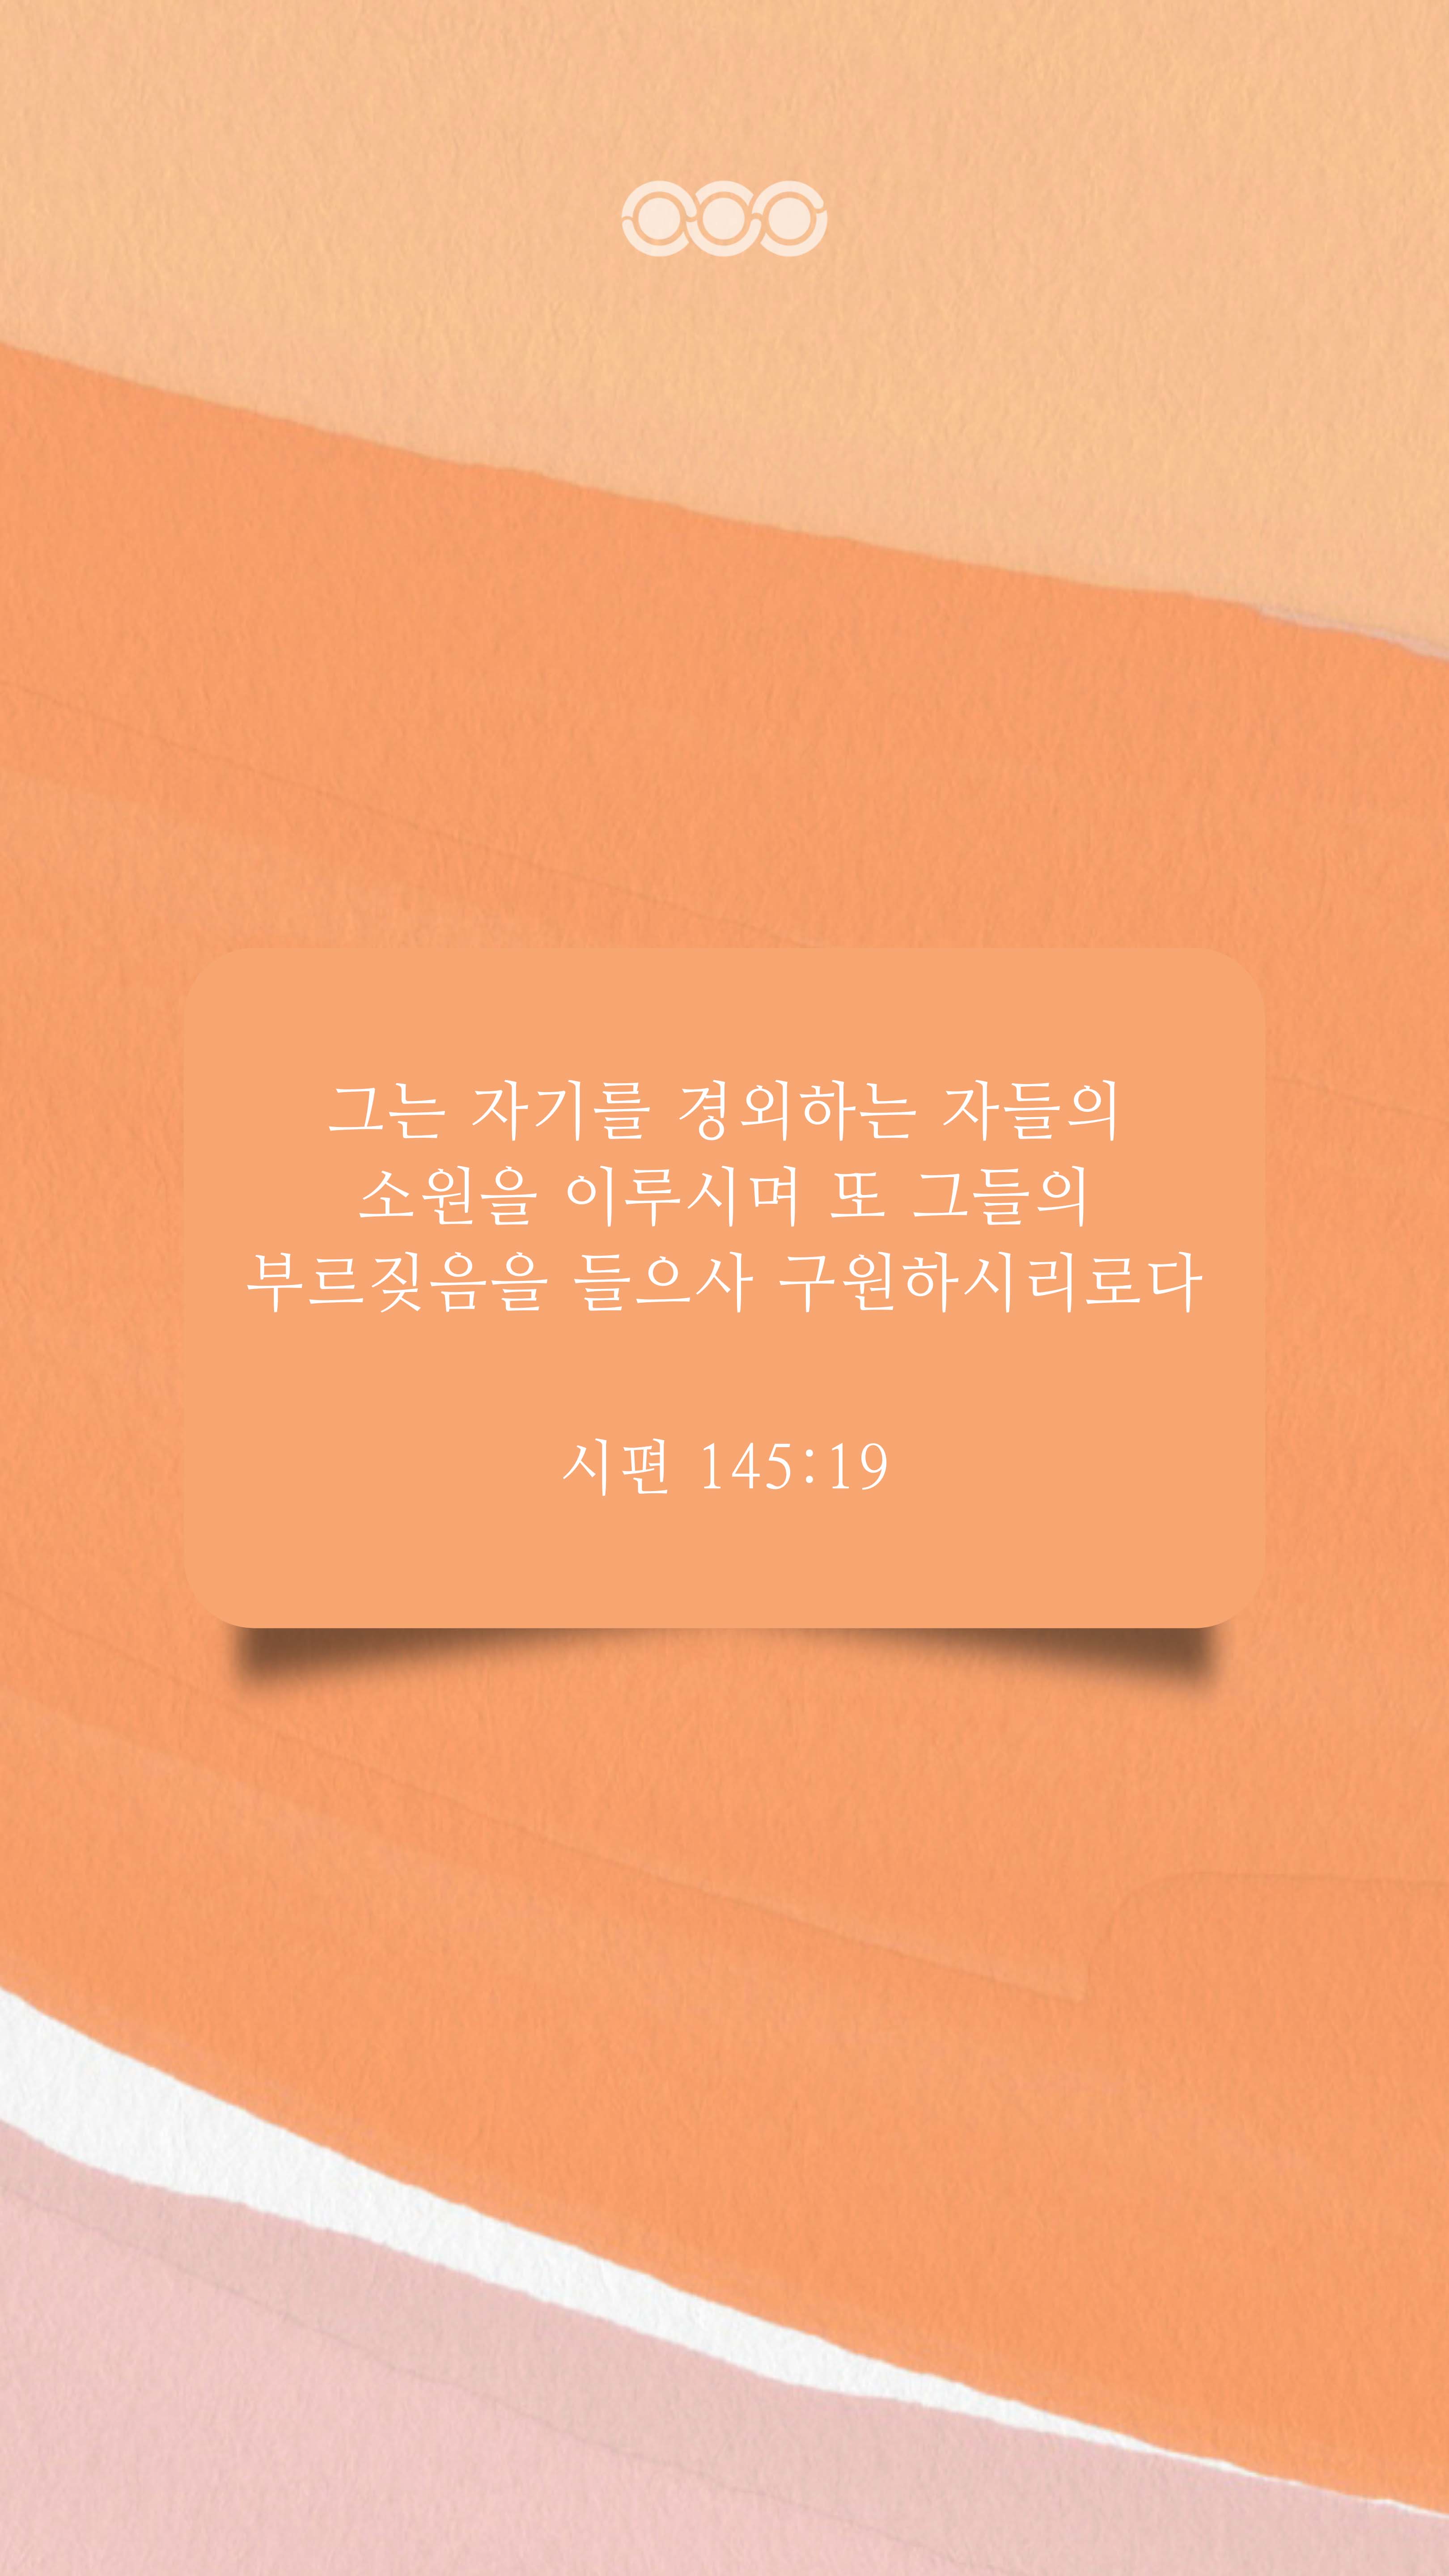 그는 자기를 경외하는 자들의
소원을 이루시며 또 그들의
부르짖음을 들으사 구원하시리로다
시편 145:19